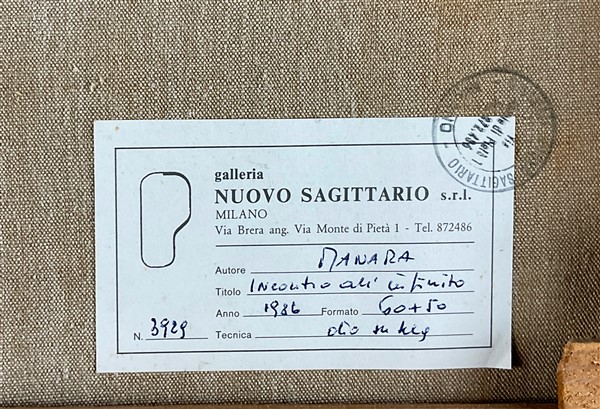 galleria
NUOVO SAGITTARIO s.r.l.
MILANO
Via Brera ang. Via Monte di Pietà 1 - Tel. 872486
Autore MANARA
Titolo Incontro all'infinito
Anno 1986 Formato 60+50
N. 3929 Tecnica olio su tela
SAGITTARIO